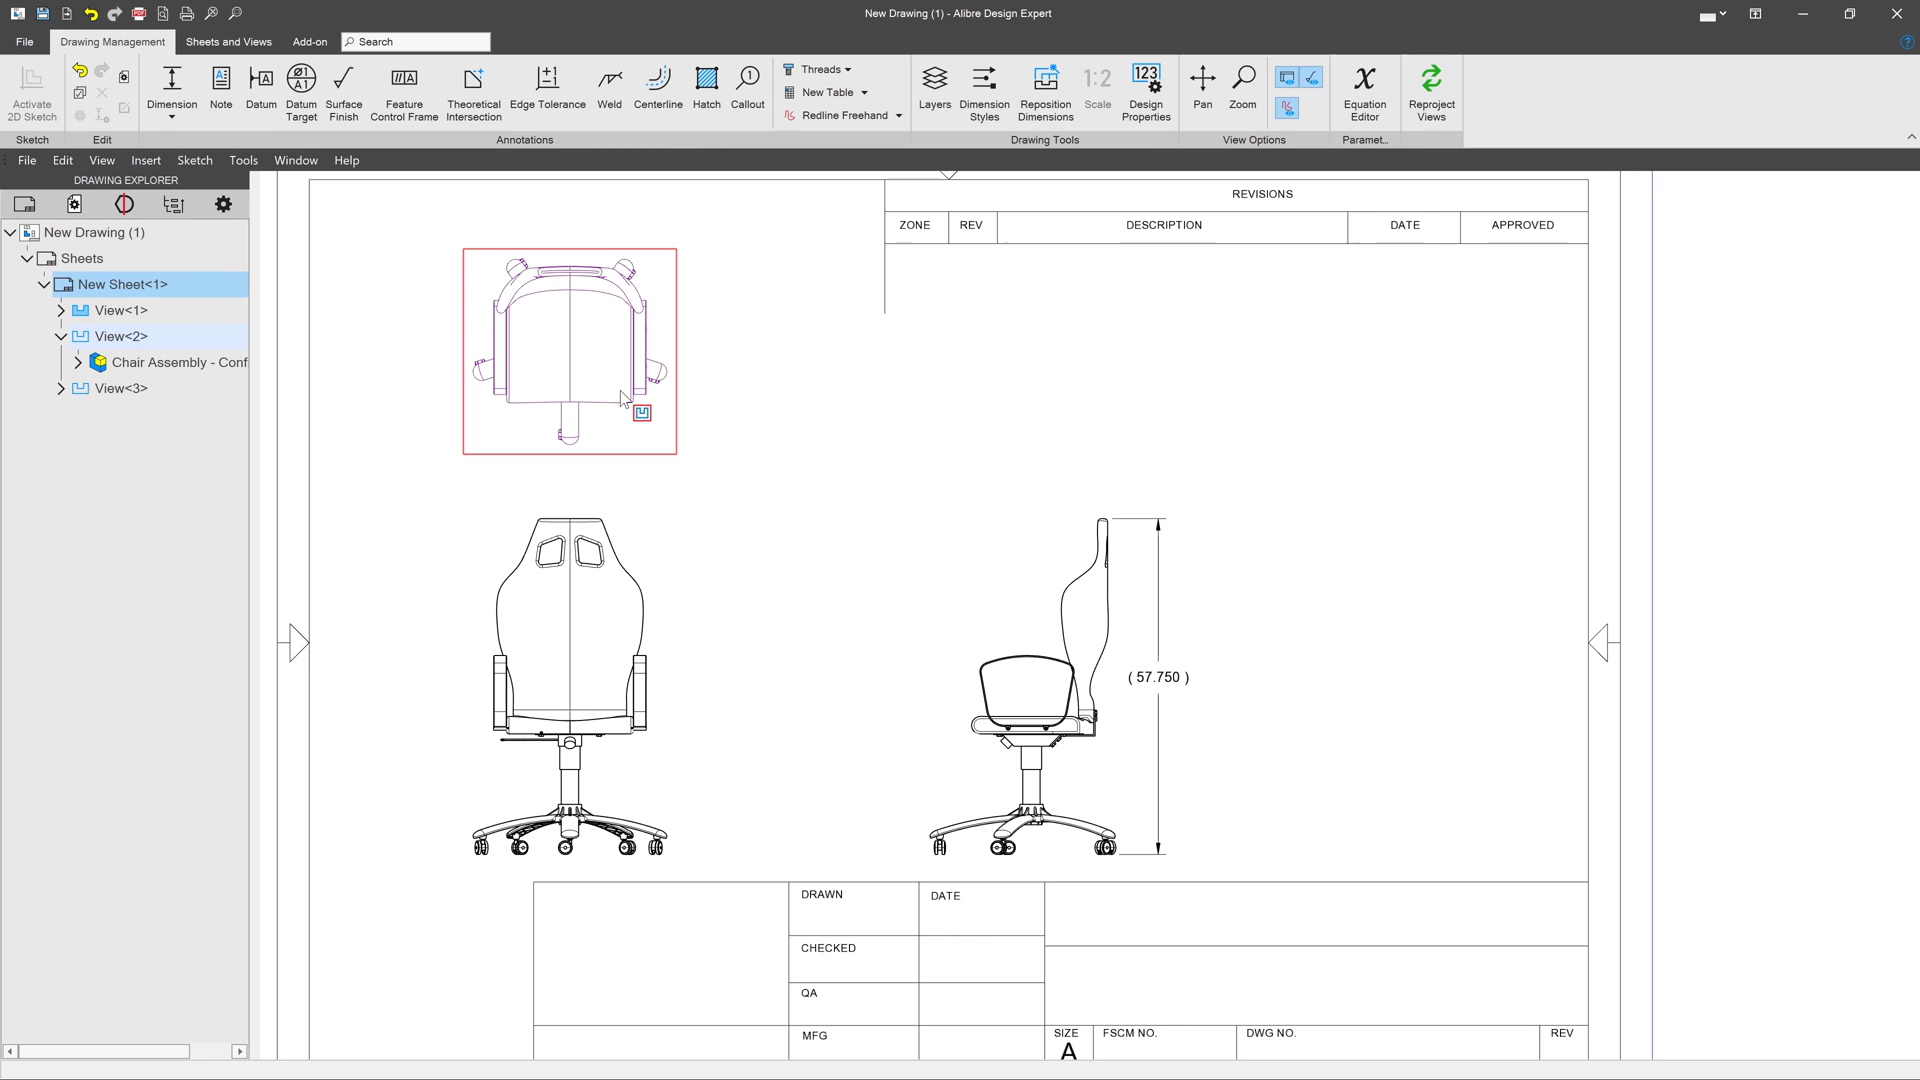 New Drawing (1) - Alibre Design Expert
File
Drawing Management
Sheets and Views
Add-on
Search
Activate
2D Sketch
Dimension
Note
Datum
Datum
Target
Surface
Finish
Feature
Control Frame
Theoretical
Intersection
Edge Tolerance
Weld
Centerline
Hatch
Callout
Threads
New Table
Redline Freehand
Layers
Dimension
Styles
Reposition
Dimensions
1:2
Scale
123
Design
Properties
Pan
Zoom
Equation
Editor
Reproject
Views
Sketch
Edit
Annotations
Drawing Tools
View Options
Paramet...
File Edit View Insert Sketch Tools Window Help
DRAWING EXPLORER
New Drawing (1)
Sheets
New Sheet<1>
View<1>
View<2>
Chair Assembly - Conf
View<3>
REVISIONS
ZONE REV DESCRIPTION DATE APPROVED
( 57.750 )
DRAWN DATE
CHECKED
QA
MFG
SIZE FSCM NO. DWG NO. REV
A